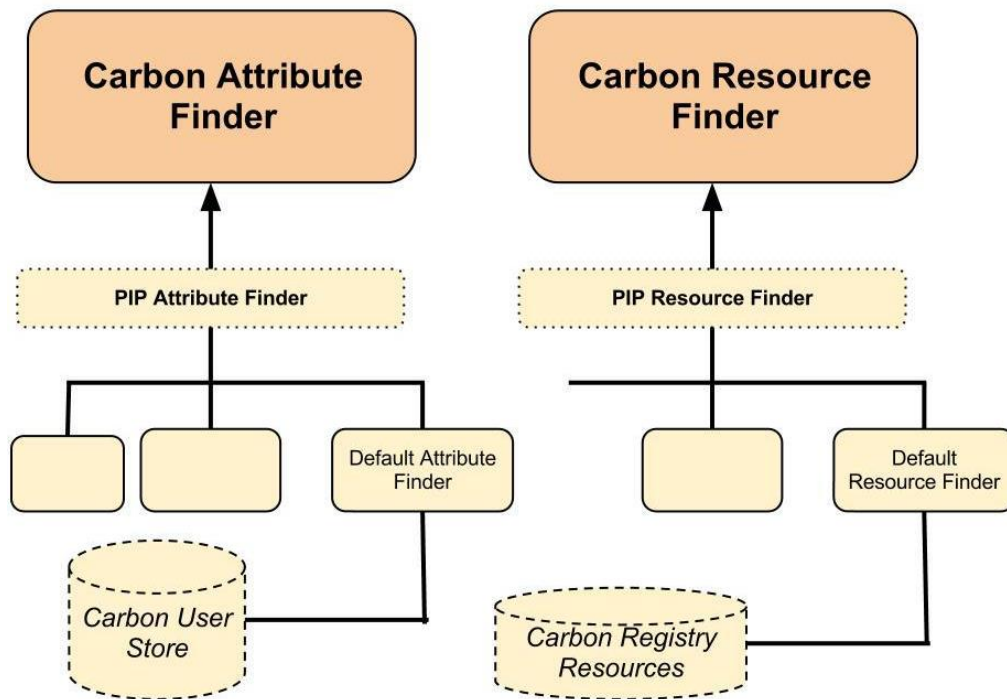 Carbon Attribute
Finder
Carbon Resource
Finder
PIP Attribute Finder
PIP Resource Finder
Default Attribute
Finder
Default
Resource Finder
Carbon User
Store
Carbon Registry
Resources